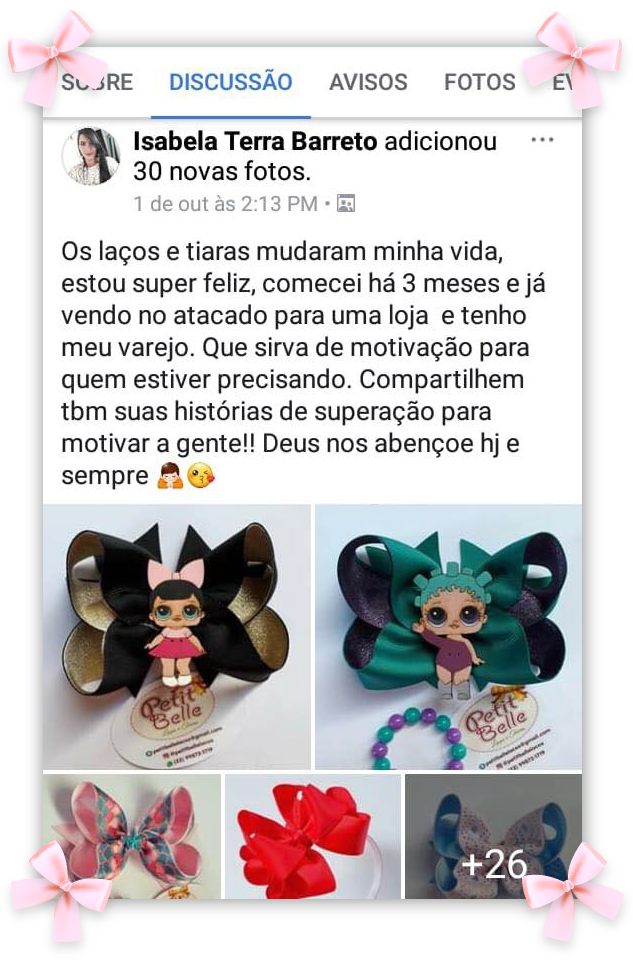 SOBRE DISCUSSÃO AVISOS FOTOS EV
Isabela Terra Barreto adicionou
30 novas fotos.
1 de out às 2:13 PM •
Os laços e tiaras mudaram minha vida,
estou super feliz, comecei há 3 meses e já
vendo no atacado para uma loja e tenho
meu varejo. Que sirva de motivação para
quem estiver precisando. Compartilhem
tbm suas histórias de superação para
motivar a gente!! Deus nos abençoe hj e
sempre 🙏😘
Petit
Belle
Petit
Belle
+26